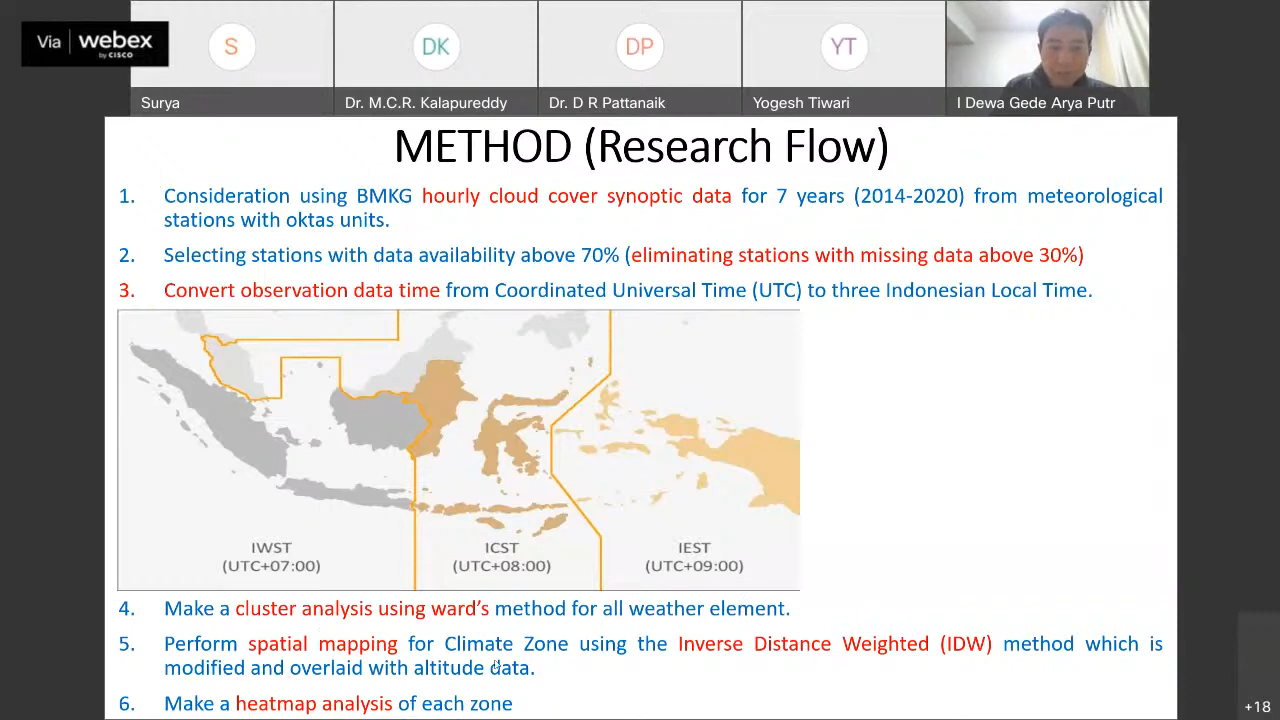 Via webex
by CISCO
S
DK
DP
YT
Surya
Dr. M.C.R. Kalapureddy
Dr. D R Pattanaik
Yogesh Tiwari
I Dewa Gede Arya Putr
METHOD (Research Flow)
1. Consideration using BMKG hourly cloud cover synoptic data for 7 years (2014-2020) from meteorological
stations with oktas units.
2. Selecting stations with data availability above 70% (eliminating stations with missing data above 30%)
3. Convert observation data time from Coordinated Universal Time (UTC) to three Indonesian Local Time.
IWST
(UTC+07:00)
ICST
(UTC+08:00)
IEST
(UTC+09:00)
4. Make a cluster analysis using ward's method for all weather element.
5. Perform spatial mapping for Climate Zone using the Inverse Distance Weighted (IDW) method which is
modified and overlaid with altitude data.
6. Make a heatmap analysis of each zone
+18